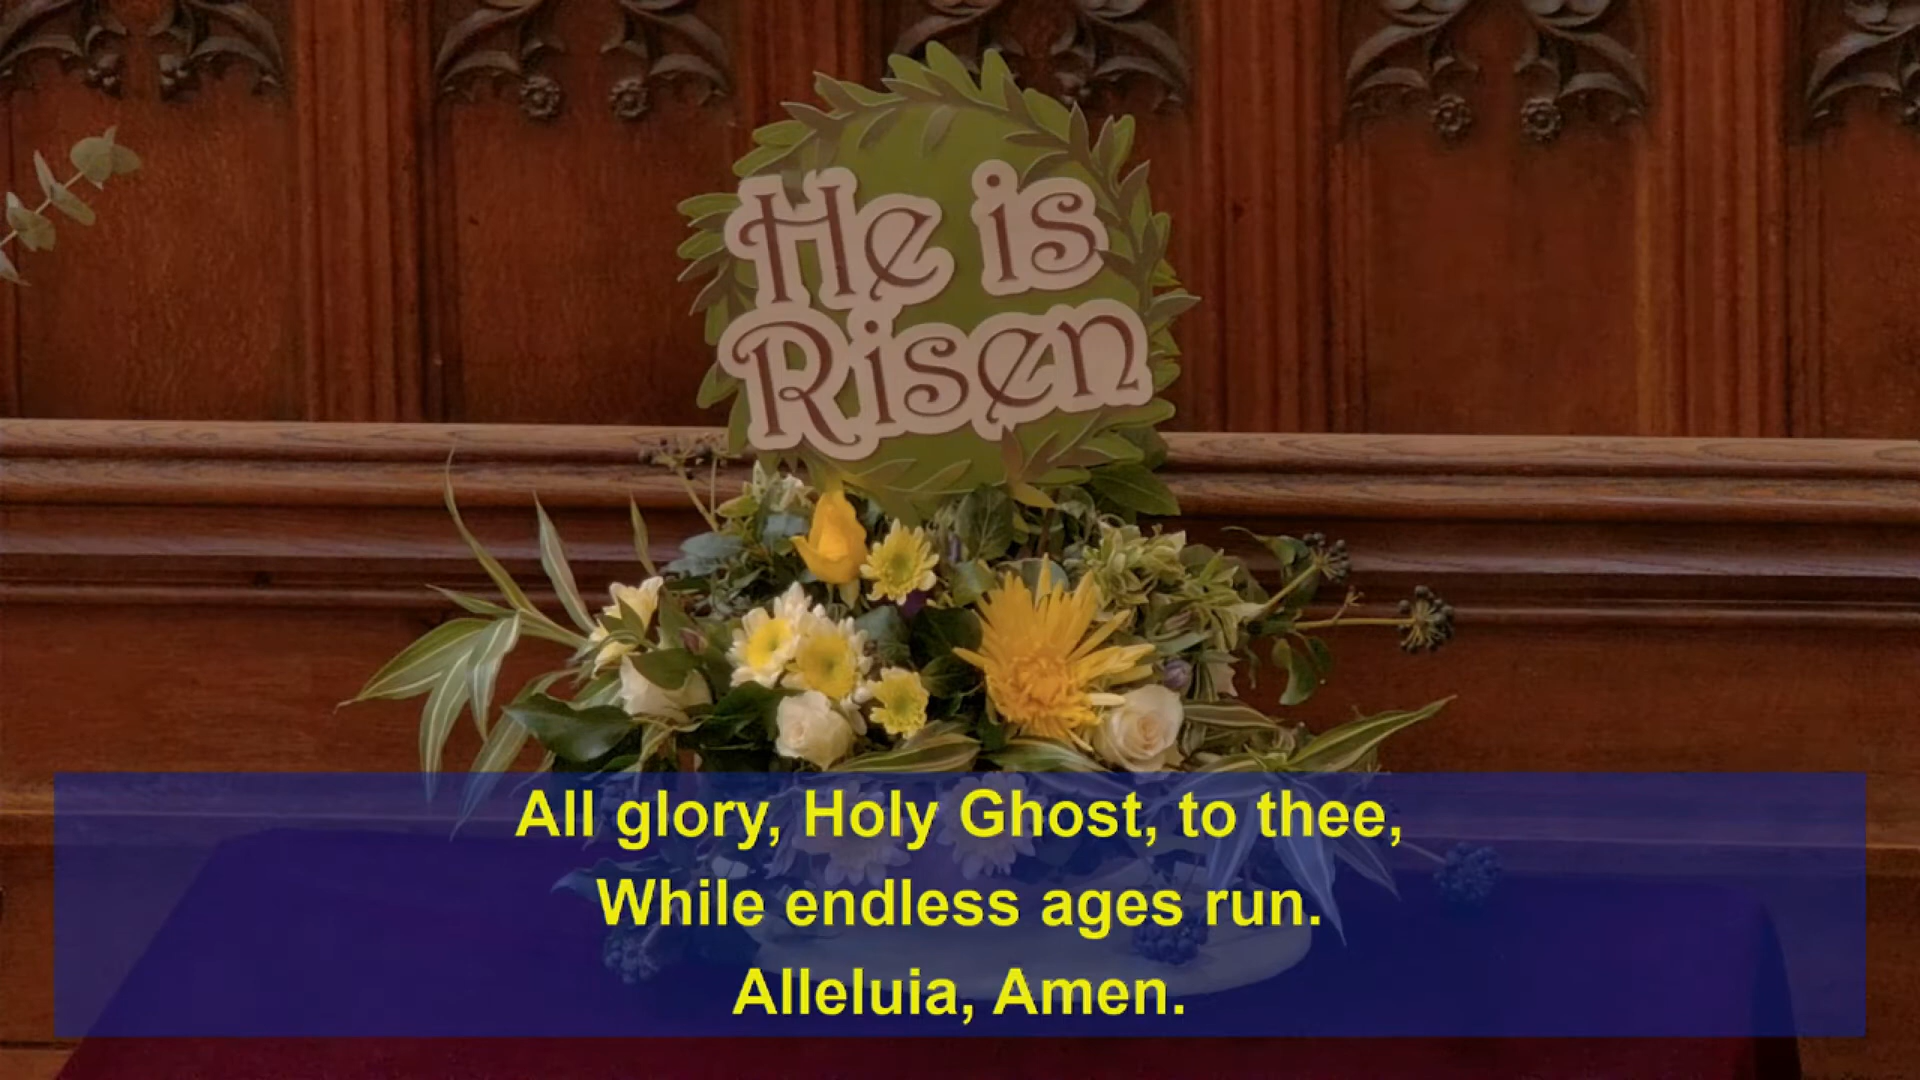 He is
Risen
All glory, Holy Ghost, to thee,
While endless ages run.
Alleluia, Amen.